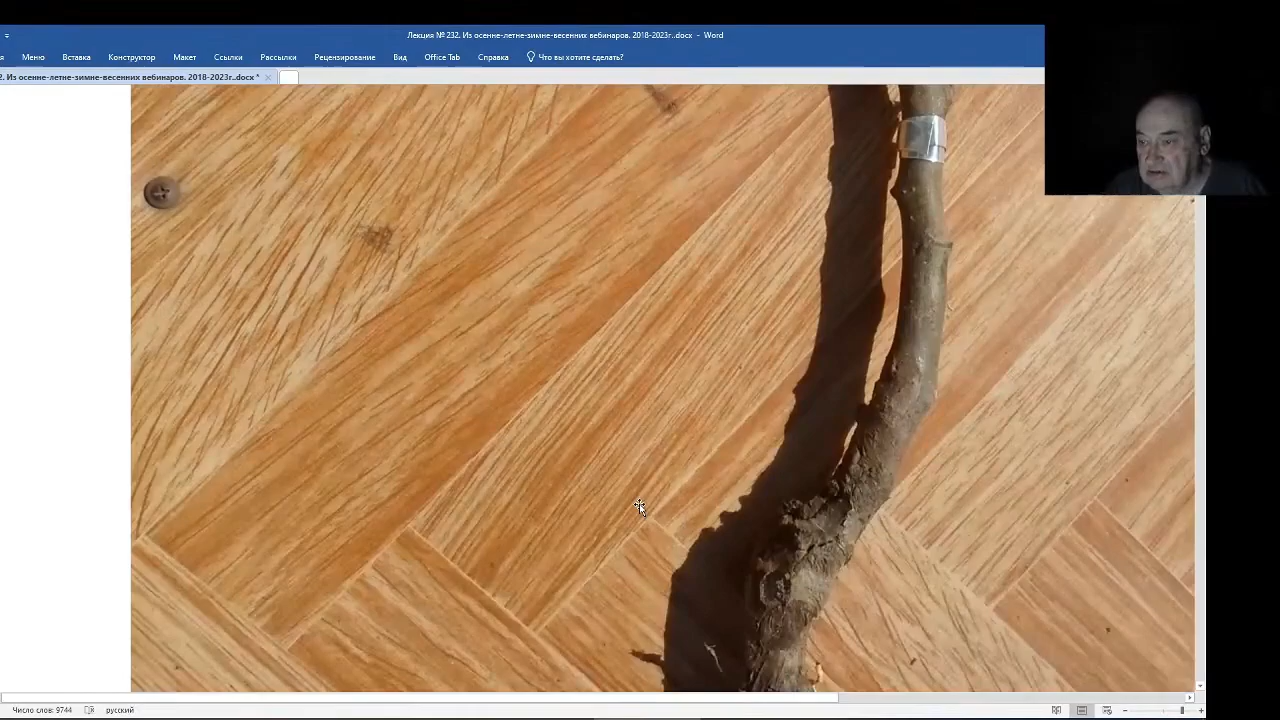 Лекция № 232. Из осенне-летне-зимне-весенних вебинаров. 2018-2023г..docx - Word
я Меню Вставка Конструктор Макет Ссылки Рассылки Рецензирование Вид Office Tab Справка Что вы хотите сделать?
2. Из осенне-летне-зимне-весенних вебинаров. 2018-2023г..docx *
Число слов: 9744 русский